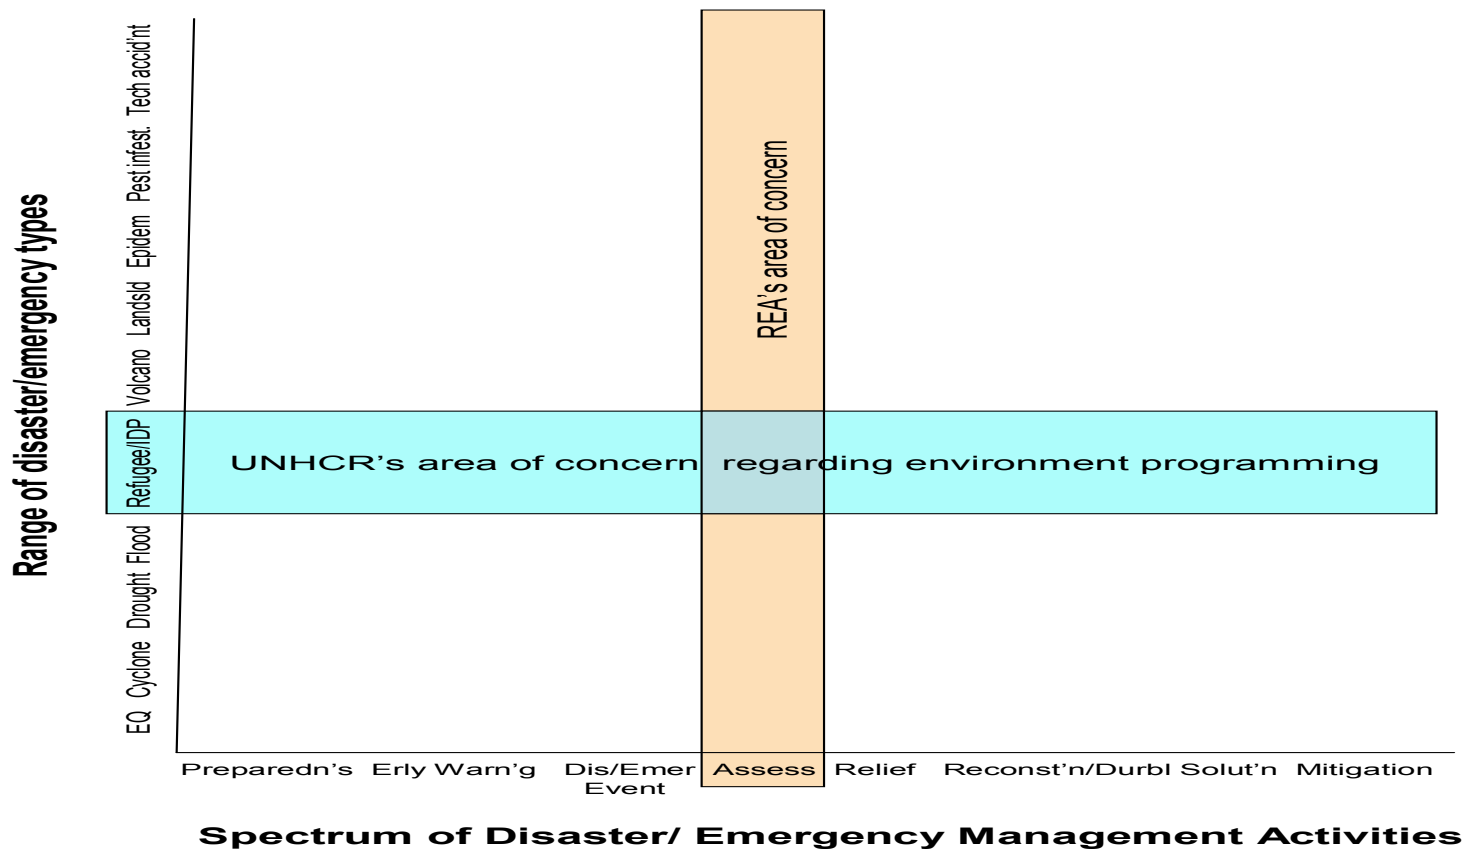 Range of disaster/emergency types
EQ Cyclone Drought Flood Refugee/IDP Volcano Landsld Epidem Pest infest. Tech accid'nt
REA's area of concern
UNHCR's area of concern regarding environment programming
Preparedn's Erly Warn'g Dis/Emer Assess Relief Reconst'n/Durbl Solut'n Mitigation
Event
Spectrum of Disaster/ Emergency Management Activities